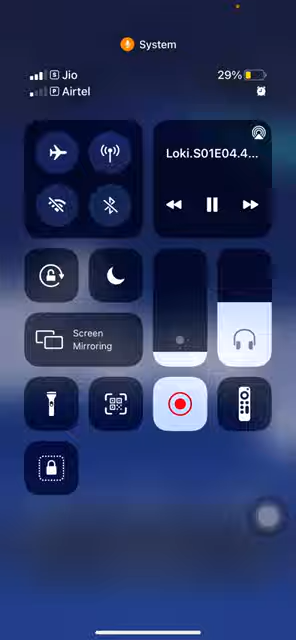 System
S Jio
29%
P Airtel
Loki.S01E04.4...
Screen
Mirroring